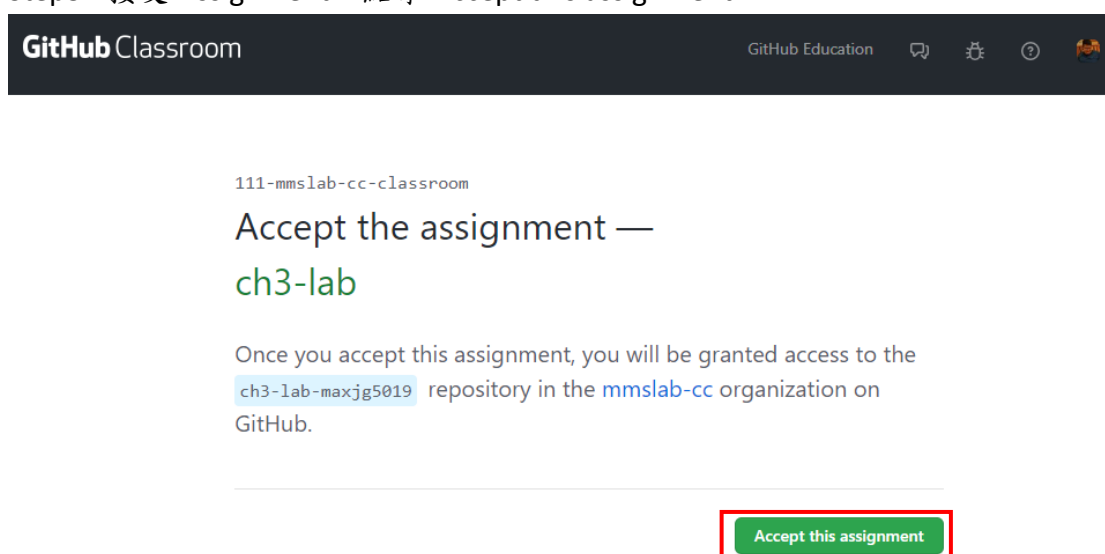 GitHub Classroom
GitHub Education
111-mmslab-cc-classroom
Accept the assignment —
ch3-lab
Once you accept this assignment, you will be granted access to the
ch3-lab-maxjg5019 repository in the mmslab-cc organization on
GitHub.
Accept this assignment